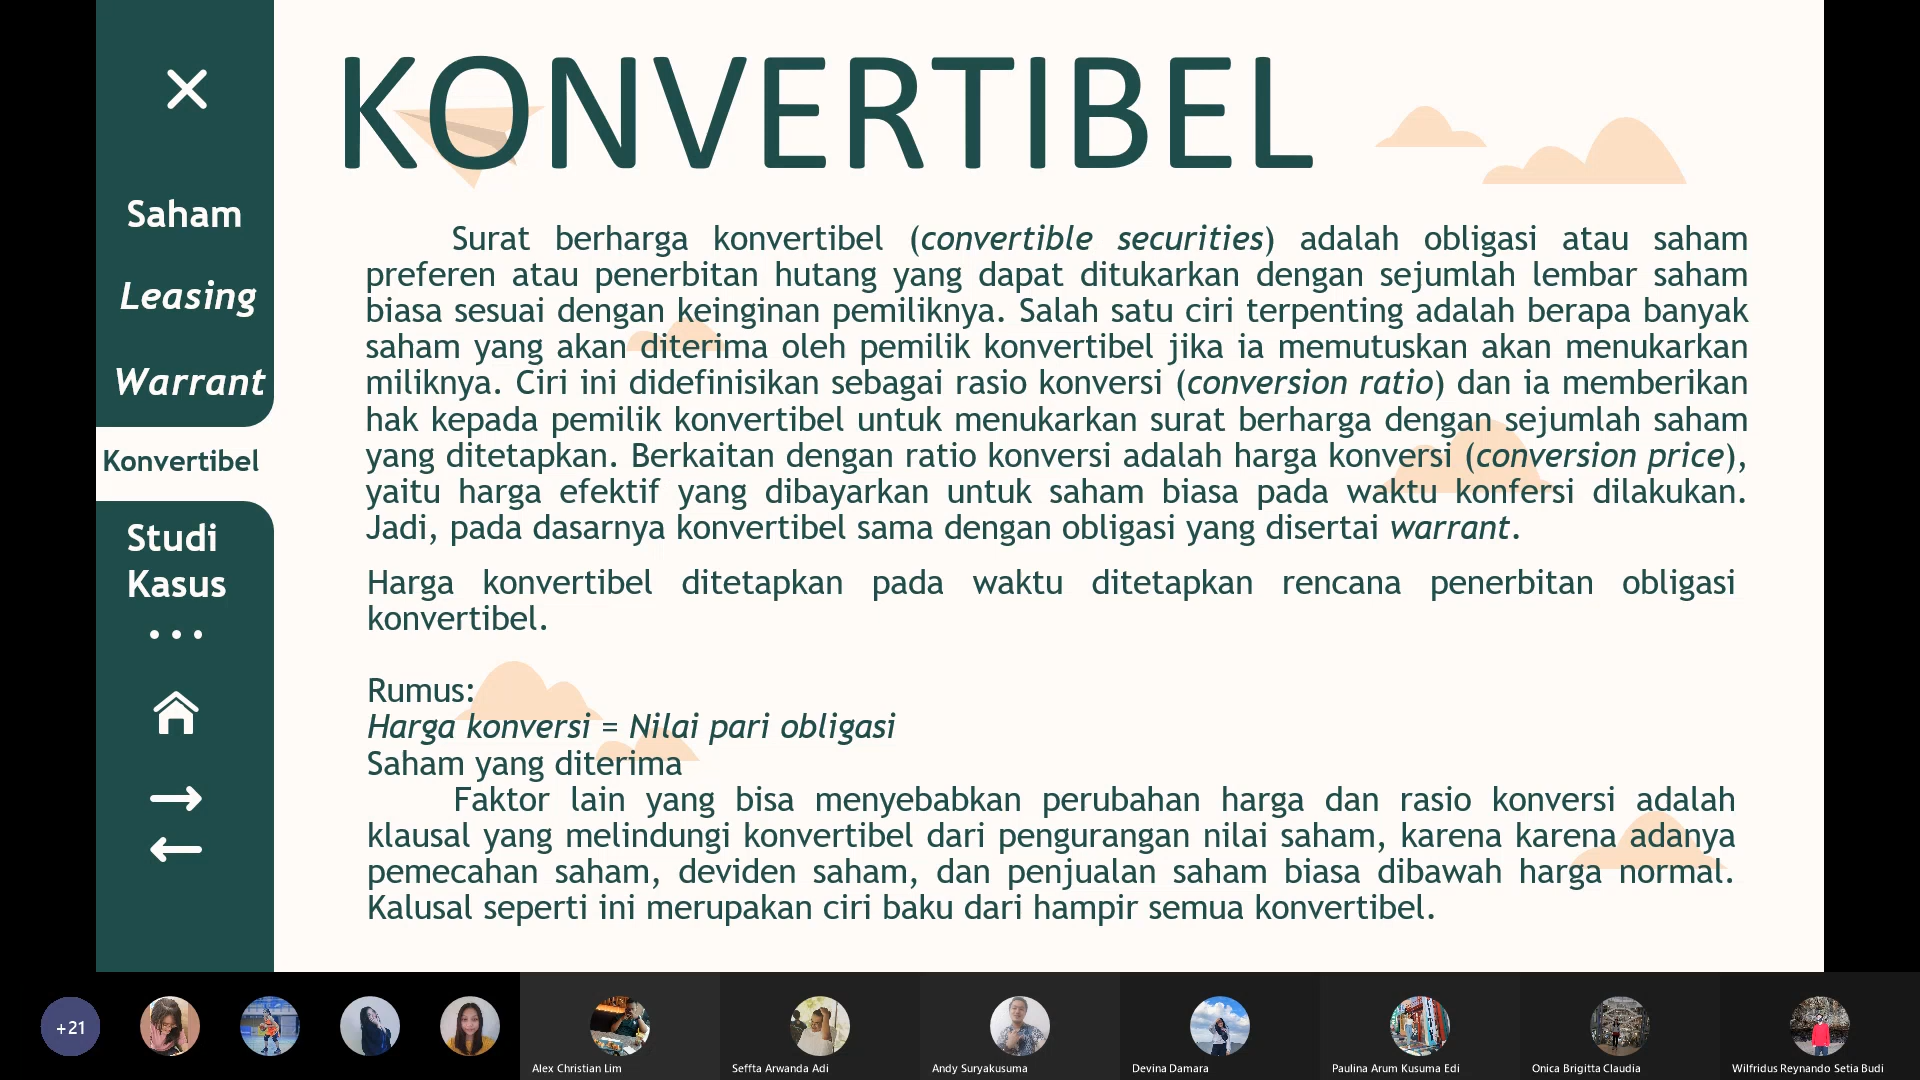 KONVERTIBEL
Saham
Leasing
Warrant
Konvertibel
Studi
Kasus
...
Surat berharga konvertibel (convertible securities) adalah obligasi atau saham
preferen atau penerbitan hutang yang dapat ditukarkan dengan sejumlah lembar saham
biasa sesuai dengan keinginan pemiliknya. Salah satu ciri terpenting adalah berapa banyak
saham yang akan diterima oleh pemilik konvertibel jika ia memutuskan akan menukarkan
miliknya. Ciri ini didefinisikan sebagai rasio konversi (conversion ratio) dan ia memberikan
hak kepada pemilik konvertibel untuk menukarkan surat berharga dengan sejumlah saham
yang ditetapkan. Berkaitan dengan ratio konversi adalah harga konversi (conversion price),
yaitu harga efektif yang dibayarkan untuk saham biasa pada waktu konfersi dilakukan.
Jadi, pada dasarnya konvertibel sama dengan obligasi yang disertai warrant.
Harga konvertibel ditetapkan pada waktu ditetapkan rencana penerbitan obligasi
konvertibel.
Rumus:
Harga konversi = Nilai pari obligasi
Saham yang diterima
Faktor lain yang bisa menyebabkan perubahan harga dan rasio konversi adalah
klausal yang melindungi konvertibel dari pengurangan nilai saham, karena karena adanya
pemecahan saham, deviden saham, dan penjualan saham biasa dibawah harga normal.
Kalusal seperti ini merupakan ciri baku dari hampir semua konvertibel.
+21
Alex Christian Lim
Seffta Arwanda Adi
Andy Suryakusuma
Devina Damara
Paulina Arum Kusuma Edi
Onica Brigitta Claudia
Wilfridus Reynando Setia Budi